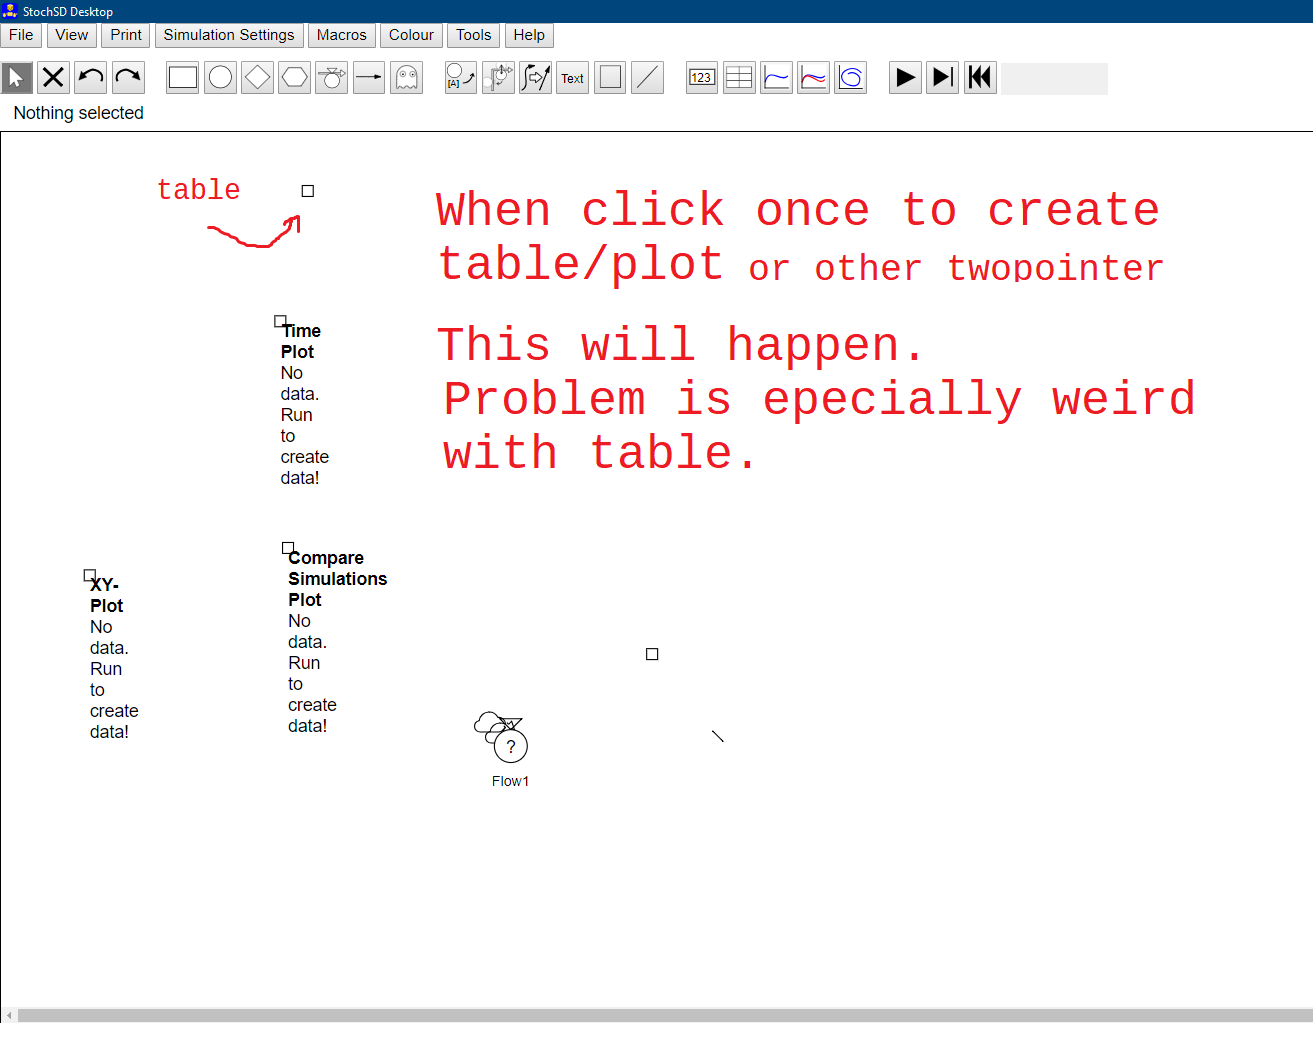 StochSD Desktop
File View Print Simulation Settings Macros Colour Tools Help
[A] Text 123
Nothing selected
table
When click once to create
table/plot or other twopointer
This will happen.
Problem is epecially weird
with table.
Time
Plot
No
data.
Run
to
create
data!
Compare
Simulations
Plot
No
data.
Run
to
create
data!
XY-
Plot
No
data.
Run
to
create
data!
?
Flow1